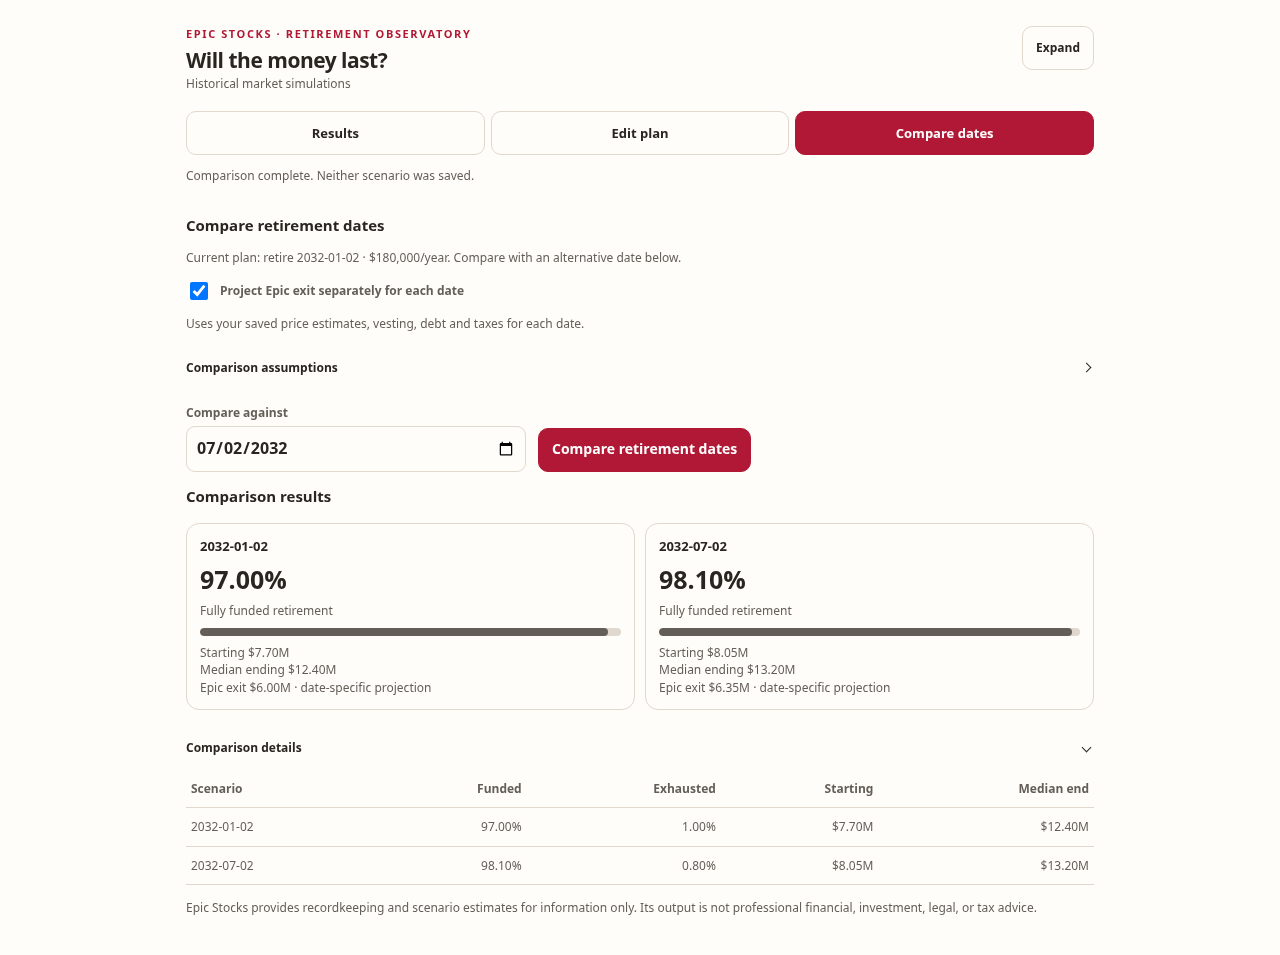 EPIC STOCKS · RETIREMENT OBSERVATORY
Will the money last?
Historical market simulations
Expand
Results
Edit plan
Compare dates
Comparison complete. Neither scenario was saved.
Compare retirement dates
Current plan: retire 2032-01-02 · $180,000/year. Compare with an alternative date below.
Project Epic exit separately for each date
Uses your saved price estimates, vesting, debt and taxes for each date.
Comparison assumptions
Compare against
07/02/2032
Compare retirement dates
Comparison results
2032-01-02
97.00%
Fully funded retirement
Starting $7.70M
Median ending $12.40M
Epic exit $6.00M · date-specific projection
2032-07-02
98.10%
Fully funded retirement
Starting $8.05M
Median ending $13.20M
Epic exit $6.35M · date-specific projection
Comparison details
Scenario Funded Exhausted Starting Median end
2032-01-02 97.00% 1.00% $7.70M $12.40M
2032-07-02 98.10% 0.80% $8.05M $13.20M
Epic Stocks provides recordkeeping and scenario estimates for information only. Its output is not professional financial, investment, legal, or tax advice.